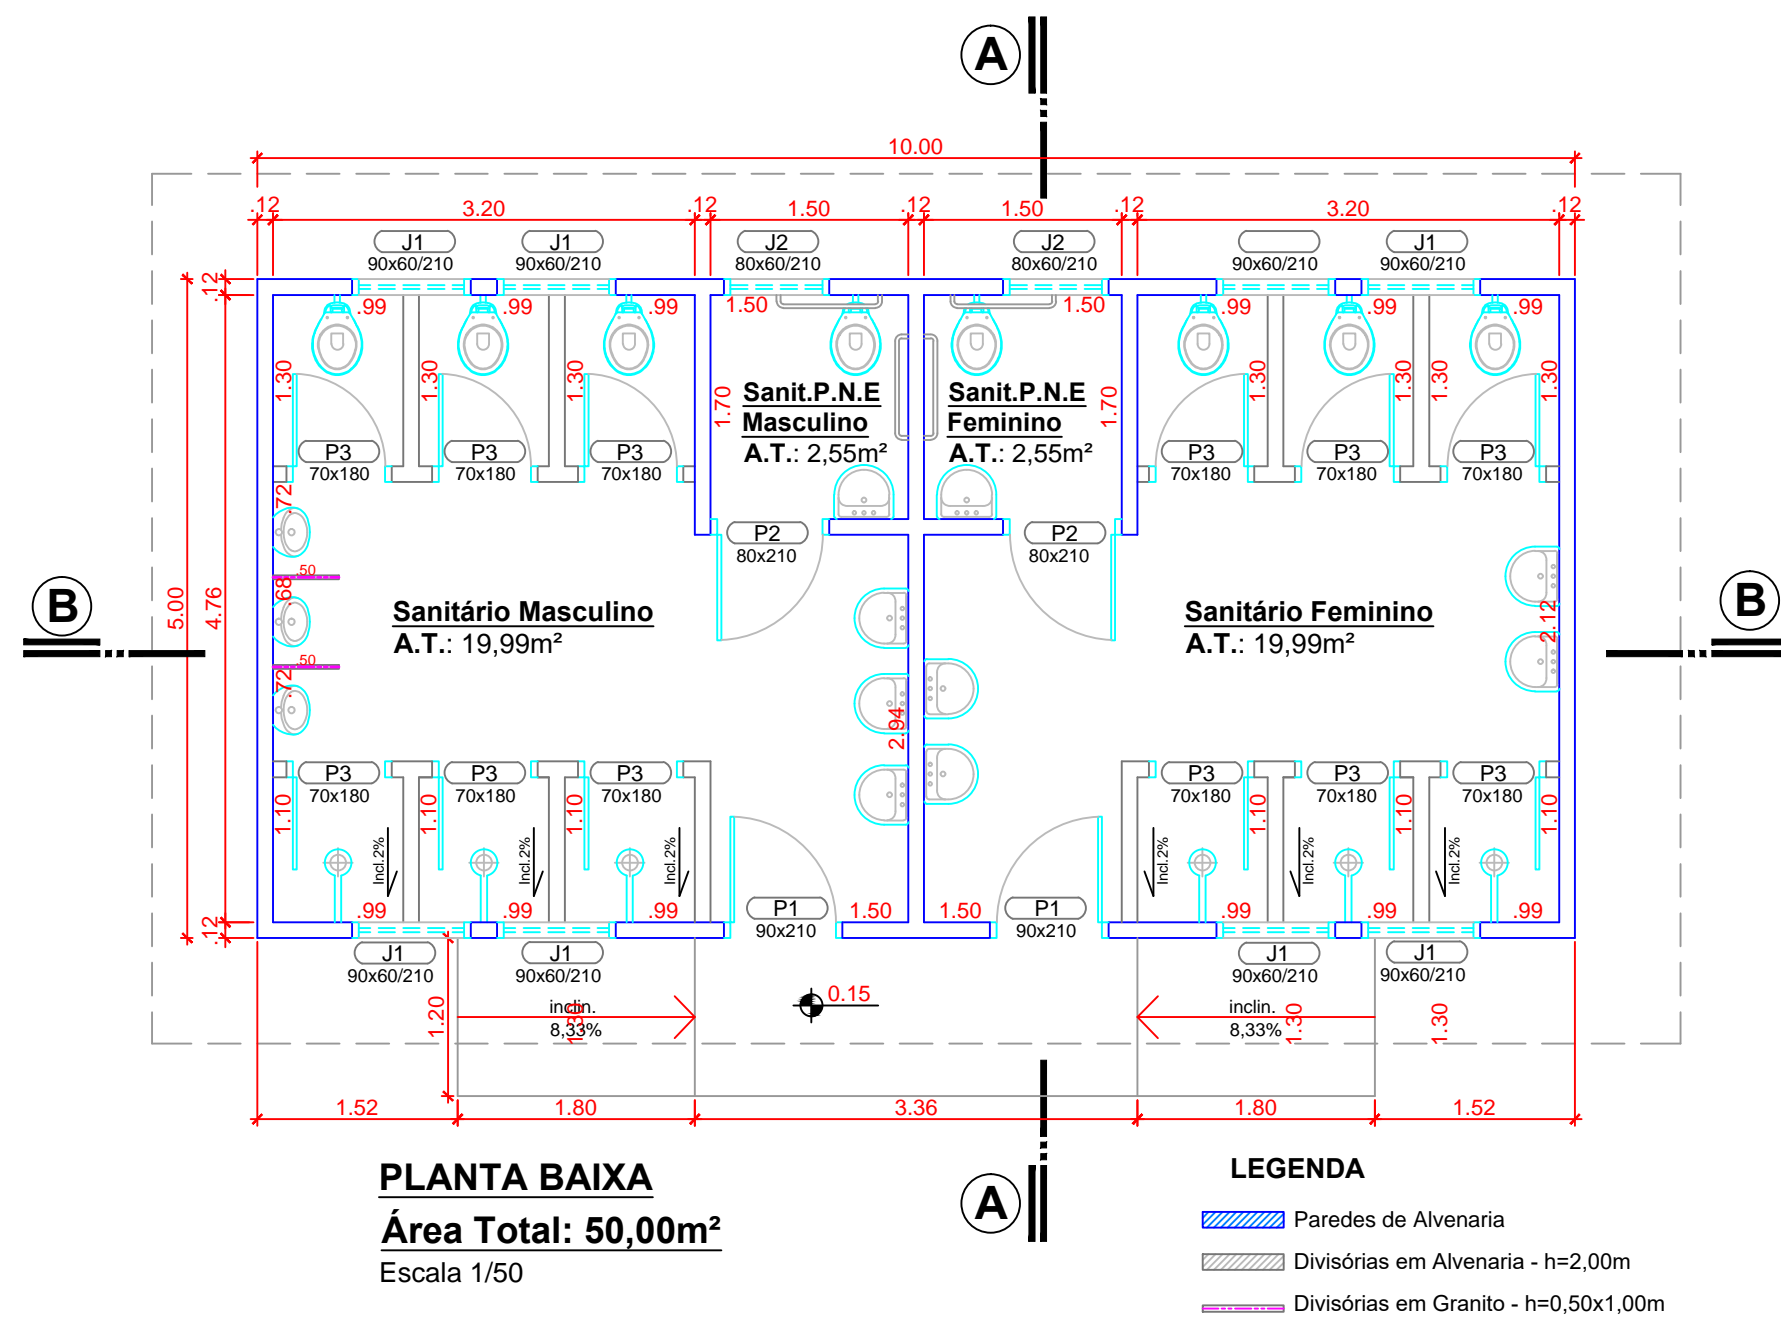 A
10.00
.12 3.20 .12 1.50 .12 1.50 .12 3.20 .12
J1 J1 J2 J2 J1
90x60/210 90x60/210 80x60/210 80x60/210 90x60/210 90x60/210
.12
.99 .99 .99 1.50 1.50 .99 .99 .99
1.30 1.30 1.30 1.70 1.70 1.30 1.30 1.30 1.30
Sanit.P.N.E Sanit.P.N.E
Masculino Feminino
A.T.: 2,55m² A.T.: 2,55m²
P3 P3 P3 P3 P3 P3
70x180 70x180 70x180 70x180 70x180 70x180
.72
P2 P2
80x210 80x210
.50
.68
B B
5.00 4.76
Sanitário Masculino Sanitário Feminino
A.T.: 19,99m² A.T.: 19,99m²
2.12
.50
.72
2.94
P3 P3 P3 P3 P3 P3
70x180 70x180 70x180 70x180 70x180 70x180
1.10 1.10 1.10 1.10 1.10 1.10
Incl.2% Incl.2% Incl.2% Incl.2% Incl.2% Incl.2%
.99 .99 .99 P1 1.50 1.50 P1 .99 .99 .99
90x210 90x210
.12
J1 J1 J1 J1
90x60/210 90x60/210 90x60/210 90x60/210
0.15
1.20
inclin. inclin.
8,33% 8,33%
1.30 1.30 1.30
1.52 1.80 3.36 1.80 1.52
A
PLANTA BAIXA
Área Total: 50,00m²
Escala 1/50
LEGENDA
Paredes de Alvenaria
Divisórias em Alvenaria - h=2,00m
Divisórias em Granito - h=0,50x1,00m